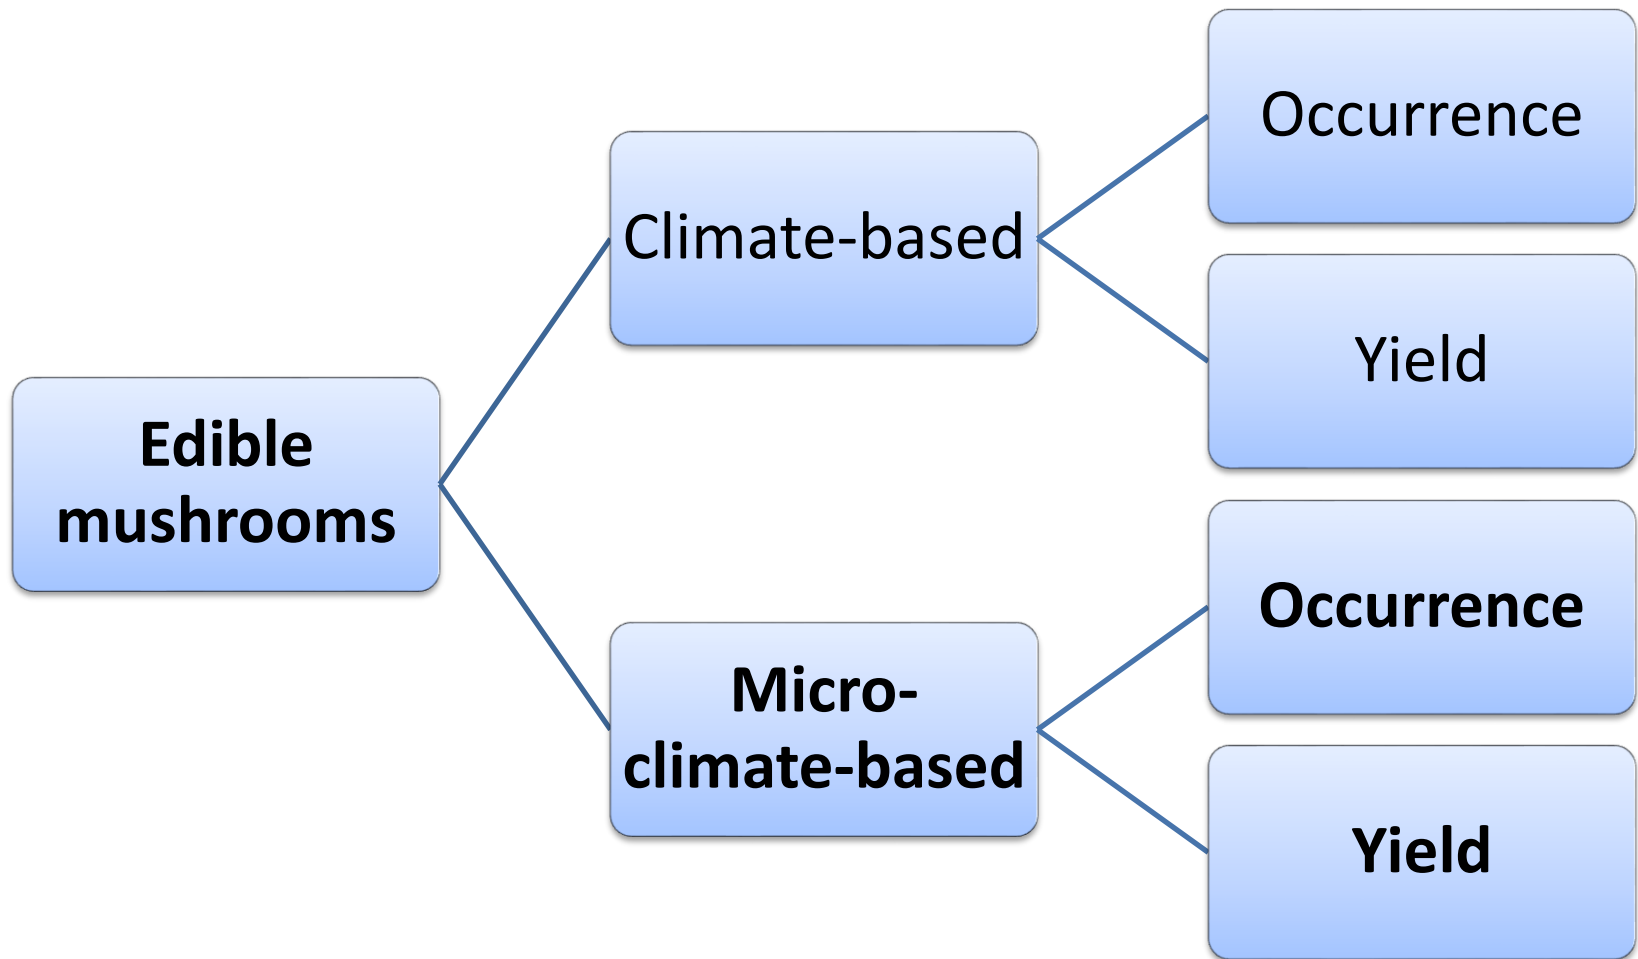 Edible
mushrooms
Climate-based
Occurrence
Yield
Micro-
climate-based
Occurrence
Yield